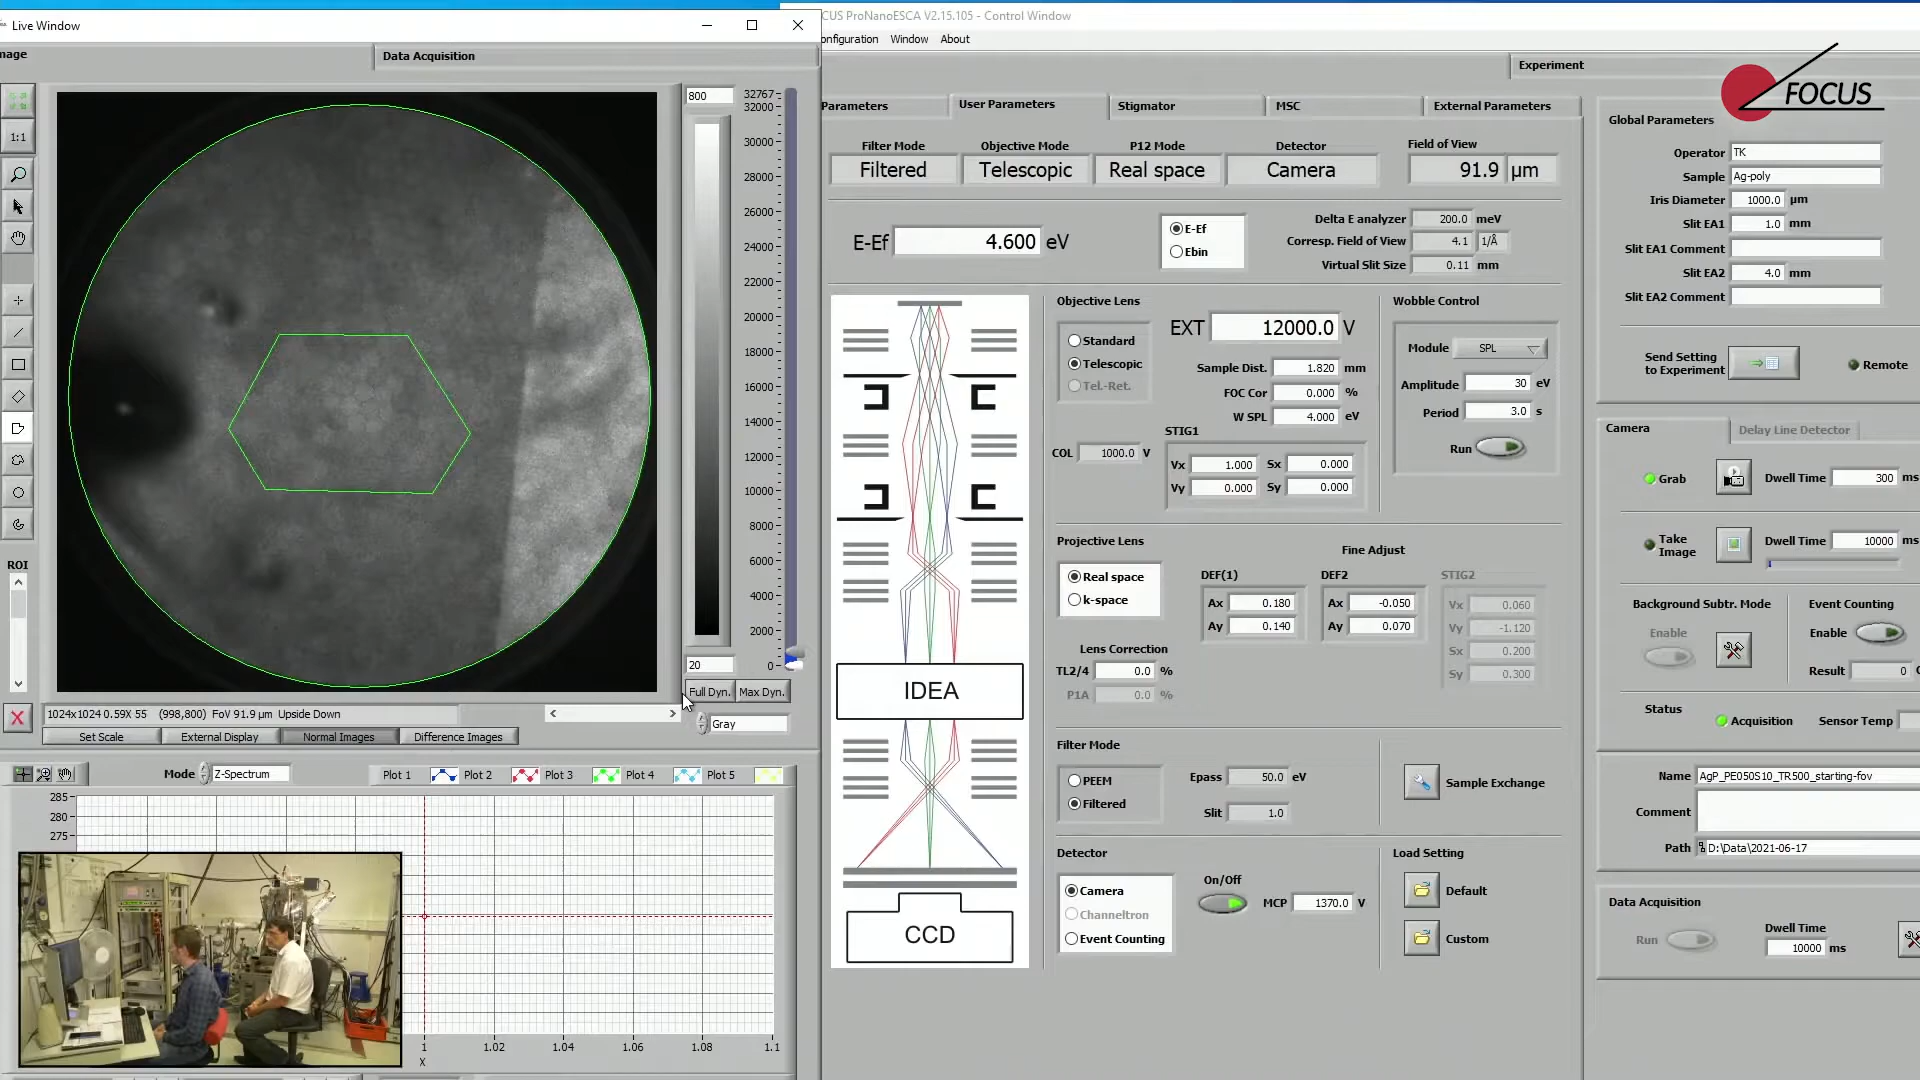 Live Window
CUS ProNanoESCA V2.15.105 - Control Window
onfiguration Window About
mage
Data Acquisition
Experiment
FOCUS
Parameters
User Parameters
Stigmator
MSC
External Parameters
800
32767
32000
30000
28000
26000
24000
22000
20000
18000
16000
14000
12000
10000
8000
6000
4000
2000
0
20
Full Dyn. Max Dyn.
Gray
1:1
ROI
1024x1024 0.59X 55 (998,800) FoV 91.9 µm Upside Down
Set Scale External Display Normal Images Difference Images
Mode Z-Spectrum
Plot 1 Plot 2 Plot 3 Plot 4 Plot 5
285
280
275
1 1.02 1.04 1.06 1.08 1.1
X
Filter Mode Objective Mode P12 Mode Detector Field of View
Filtered Telescopic Real space Camera 91.9 µm
E-Ef 4.600 eV
E-Ef
Ebin
Delta E analyzer 200.0 meV
Corresp. Field of View 4.1 1/Å
Virtual Slit Size 0.11 mm
IDEA
CCD
Objective Lens
Standard
Telescopic
Tel.-Ret.
EXT 12000.0 V
Sample Dist. 1.820 mm
FOC Cor 0.000 %
W SPL 4.000 eV
COL 1000.0 V
STIG1
Vx 1.000 Sx 0.000
Vy 0.000 Sy 0.000
Wobble Control
Module SPL
Amplitude 30 eV
Period 3.0 s
Run
Projective Lens
Real space
k-space
Fine Adjust
DEF(1) DEF2 STIG2
Ax 0.180 Ax -0.050 Vx 0.060
Ay 0.140 Ay 0.070 Vy -1.120
Sx 0.200
Sy 0.300
Lens Correction
TL2/4 0.0 %
P1A 0.0 %
Filter Mode
PEEM
Filtered
Epass 50.0 eV
Slit 1.0
Sample Exchange
Detector
Camera
Channeltron
Event Counting
On/Off
MCP 1370.0 V
Load Setting
Default
Custom
Global Parameters
Operator TK
Sample Ag-poly
Iris Diameter 1000.0 µm
Slit EA1 1.0 mm
Slit EA1 Comment
Slit EA2 4.0 mm
Slit EA2 Comment
Send Setting
to Experiment
Remote
Camera Delay Line Detector
Grab Dwell Time 300 ms
Take
Image
Dwell Time 10000 ms
Background Subtr. Mode Event Counting
Enable Enable
Result 0
Status
Acquisition Sensor Temp
Name AgP_PE050S10_TR500_starting-fov
Comment
Path D:\Data\2021-06-17
Data Acquisition
Run
Dwell Time
10000 ms